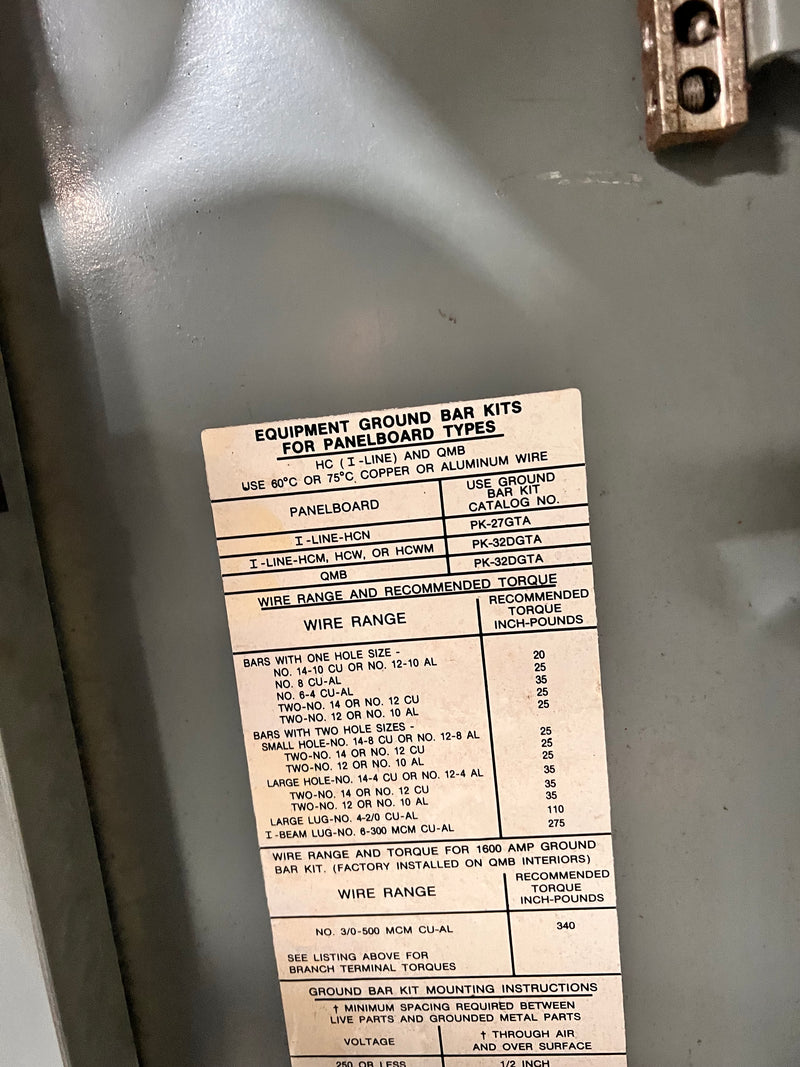 EQUIPMENT GROUND BAR KITS
FOR PANELBOARD TYPES
HC (I-LINE) AND QMB
USE 60°C OR 75°C COPPER OR ALUMINUM WIRE
PANELBOARD
USE GROUND
BAR KIT
CATALOG NO.
I-LINE-HCN PK-27GTA
I-LINE-HCM, HCW, OR HCWM PK-32DGTA
QMB PK-32DGTA
WIRE RANGE AND RECOMMENDED TORQUE
WIRE RANGE
RECOMMENDED
TORQUE
INCH-POUNDS
BARS WITH ONE HOLE SIZE -
NO. 14-10 CU OR NO. 12-10 AL 20
NO. 8 CU-AL 25
NO. 6-4 CU-AL 35
TWO-NO. 14 OR NO. 12 CU 25
TWO-NO. 12 OR NO. 10 AL 25
BARS WITH TWO HOLE SIZES -
SMALL HOLE-NO. 14-8 CU OR NO. 12-8 AL 25
TWO-NO. 14 OR NO. 12 CU 25
TWO-NO. 12 OR NO. 10 AL 25
LARGE HOLE-NO. 14-4 CU OR NO. 12-4 AL 35
TWO-NO. 14 OR NO. 12 CU 35
TWO-NO. 12 OR NO. 10 AL 35
LARGE LUG-NO. 4-2/0 CU-AL 110
I-BEAM LUG-NO. 6-300 MCM CU-AL 275
WIRE RANGE AND TORQUE FOR 1600 AMP GROUND
BAR KIT. (FACTORY INSTALLED ON QMB INTERIORS)
WIRE RANGE
RECOMMENDED
TORQUE
INCH-POUNDS
NO. 3/0-500 MCM CU-AL 340
SEE LISTING ABOVE FOR
BRANCH TERMINAL TORQUES
GROUND BAR KIT MOUNTING INSTRUCTIONS
† MINIMUM SPACING REQUIRED BETWEEN
LIVE PARTS AND GROUNDED METAL PARTS
VOLTAGE
† THROUGH AIR
AND OVER SURFACE
250 OR LESS 1/2 INCH